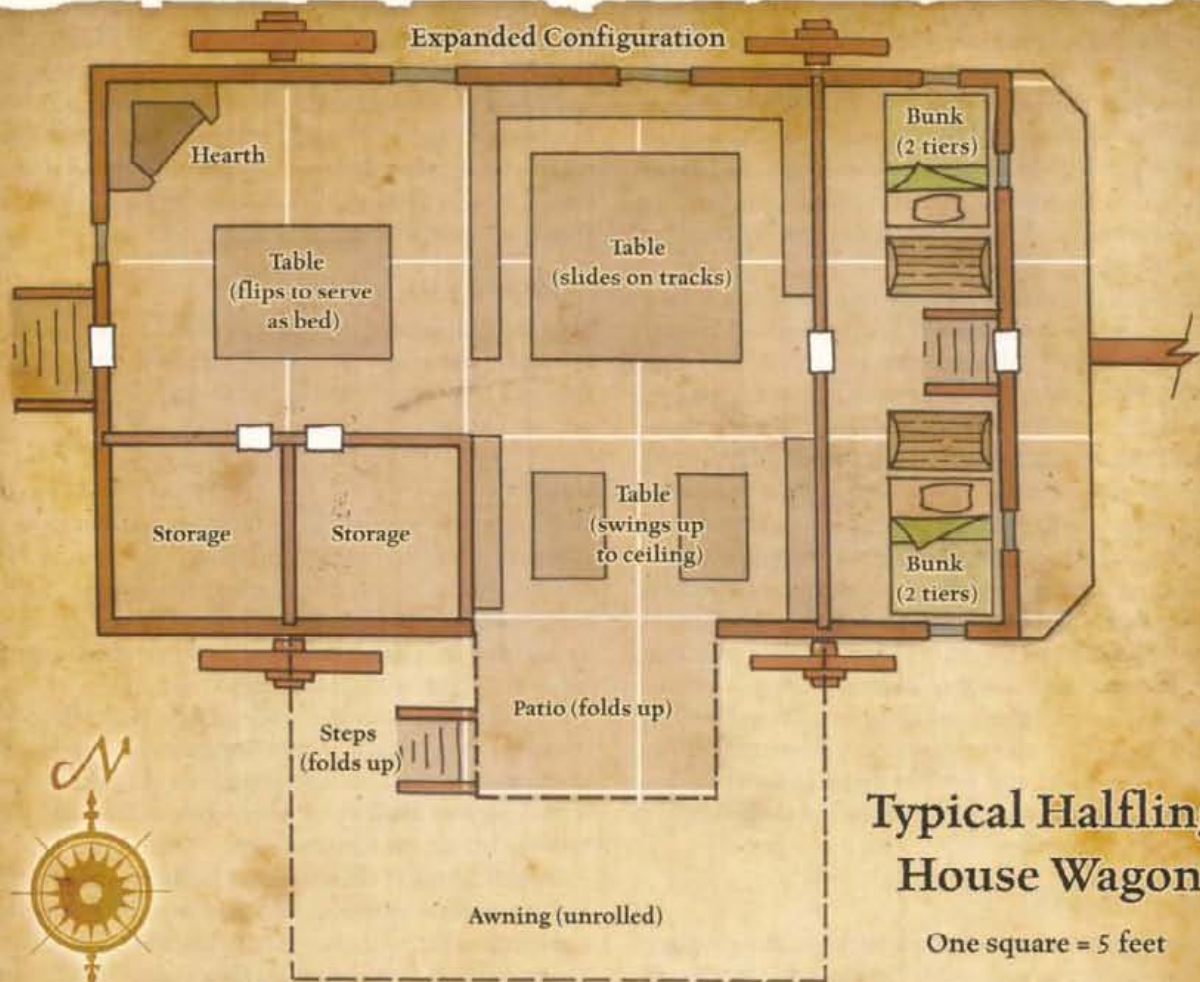 Expanded Configuration
Hearth
Bunk
(2 tiers)
Table
(flips to serve
as bed)
Table
(slides on tracks)
Storage
Storage
Table
(swings up
to ceiling)
Bunk
(2 tiers)
Patio (folds up)
Steps
(folds up)
Awning (unrolled)
N
Typical Halfling
House Wagon
One square = 5 feet